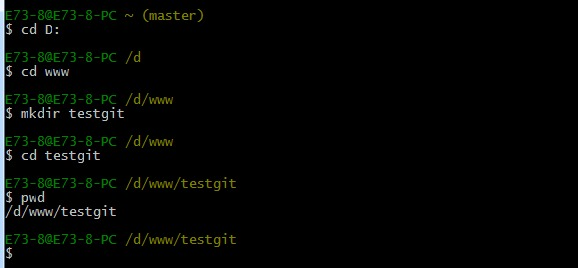 E73-8@E73-8-PC ~ (master)
$ cd D:
E73-8@E73-8-PC /d
$ cd www
E73-8@E73-8-PC /d/www
$ mkdir testgit
E73-8@E73-8-PC /d/www
$ cd testgit
E73-8@E73-8-PC /d/www/testgit
$ pwd
/d/www/testgit
E73-8@E73-8-PC /d/www/testgit
$